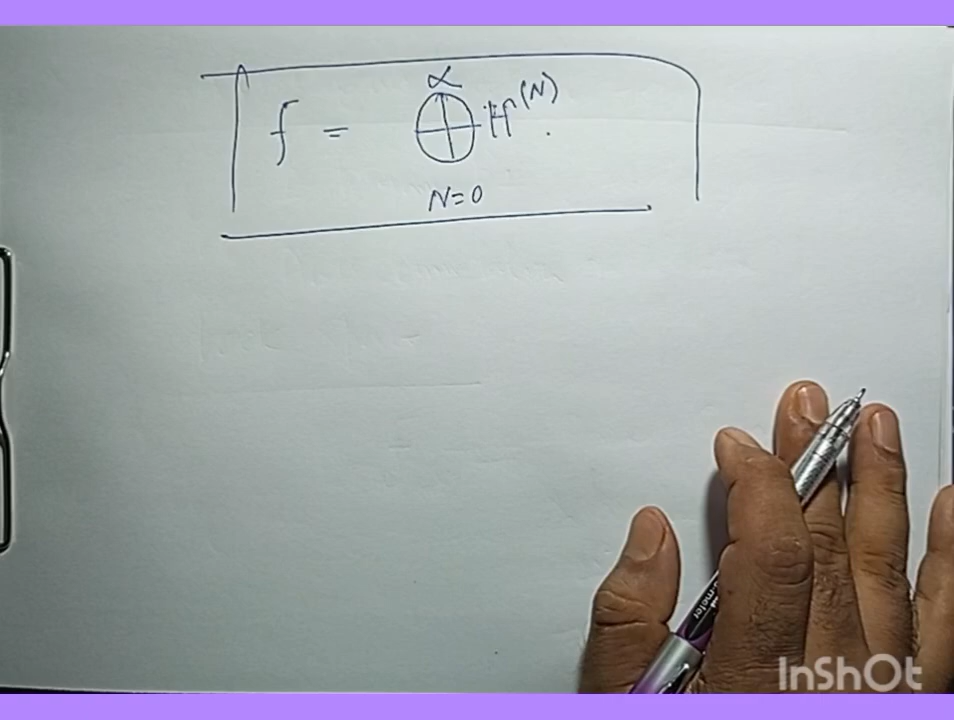 f = ⊕ H^(N).
∝
N=0
InShOt